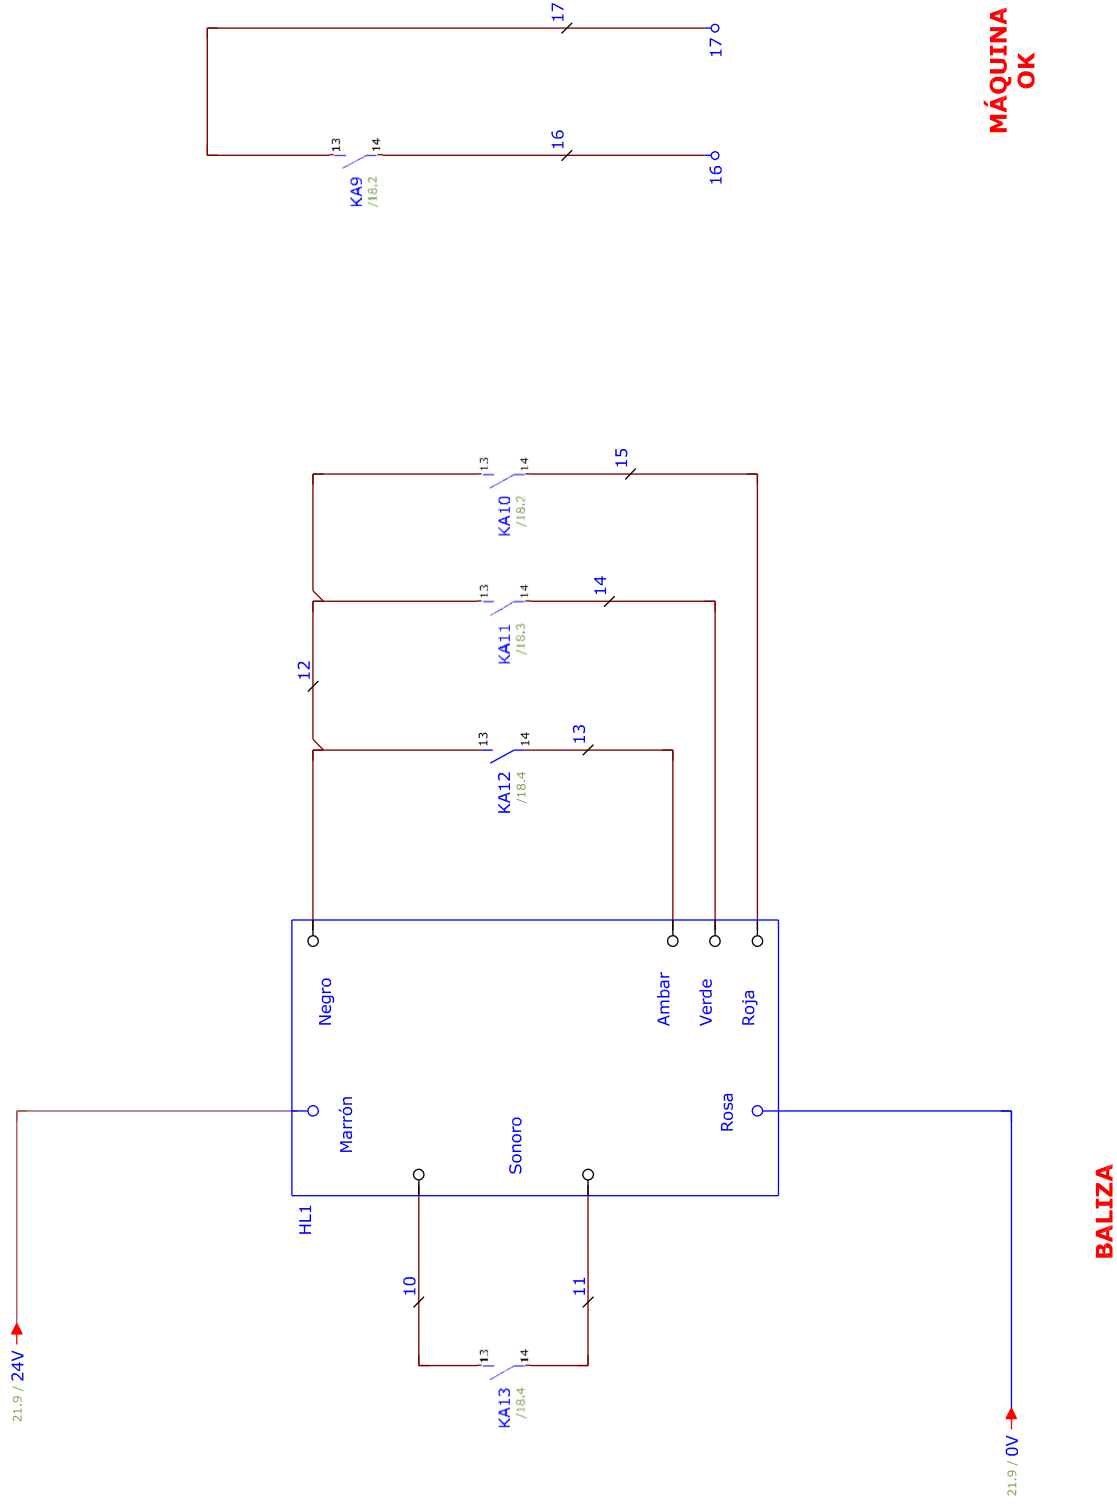 21.9 / 24V
10
KA13
/18.4
13
14
11
HL1
Marrón
Sonoro
Rosa
Negro
Ambar
Verde
Roja
12
KA12
/18.4
13
14
13
KA11
/18.3
13
14
14
KA10
/18.2
13
14
15
21.9 / 0V
BALIZA
KA9
/18.2
13
14
16
16
17
17
MÁQUINA
OK